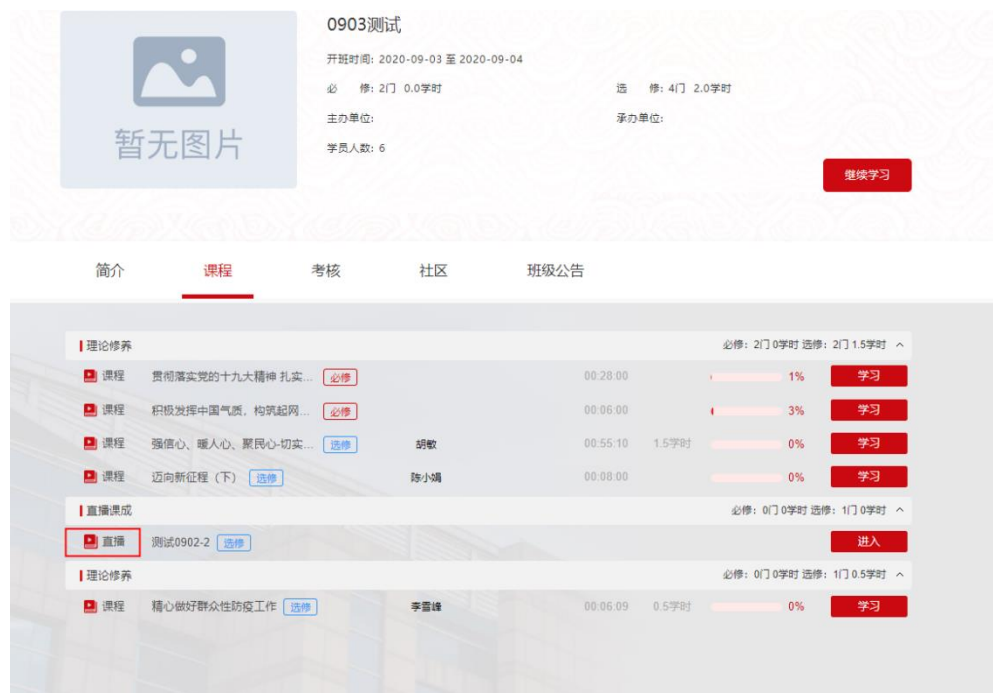 暂无图片
0903测试
开班时间: 2020-09-03 至 2020-09-04
必 修: 2门 0.0学时 选 修: 4门 2.0学时
主办单位: 承办单位:
学员人数: 6
继续学习
简介 课程 考核 社区 班级公告
理论修养 必修: 2门 0学时 选修: 2门 1.5学时
课程 贯彻落实党的十九大精神 扎实... 必修 00:28:00 1% 学习
课程 积极发挥中国气质，构筑起网... 必修 00:06:00 3% 学习
课程 强信心、暖人心、聚民心-切实... 选修 胡敏 00:55:10 1.5学时 0% 学习
课程 迈向新征程（下） 选修 陈小娟 00:08:00 0% 学习
直播课成 必修: 0门 0学时 选修: 1门 0学时
直播 测试0902-2 选修 进入
理论修养 必修: 0门 0学时 选修: 1门 0.5学时
课程 精心做好群众性防疫工作 选修 李雪峰 00:06:09 0.5学时 0% 学习